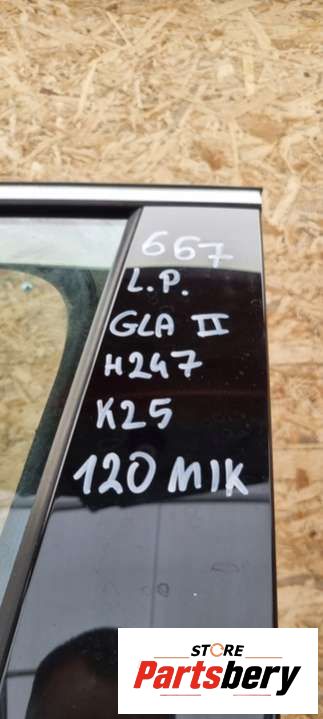 667
L.P.
GLA II
H247
K25
120 MIK
STORE
Partsbery